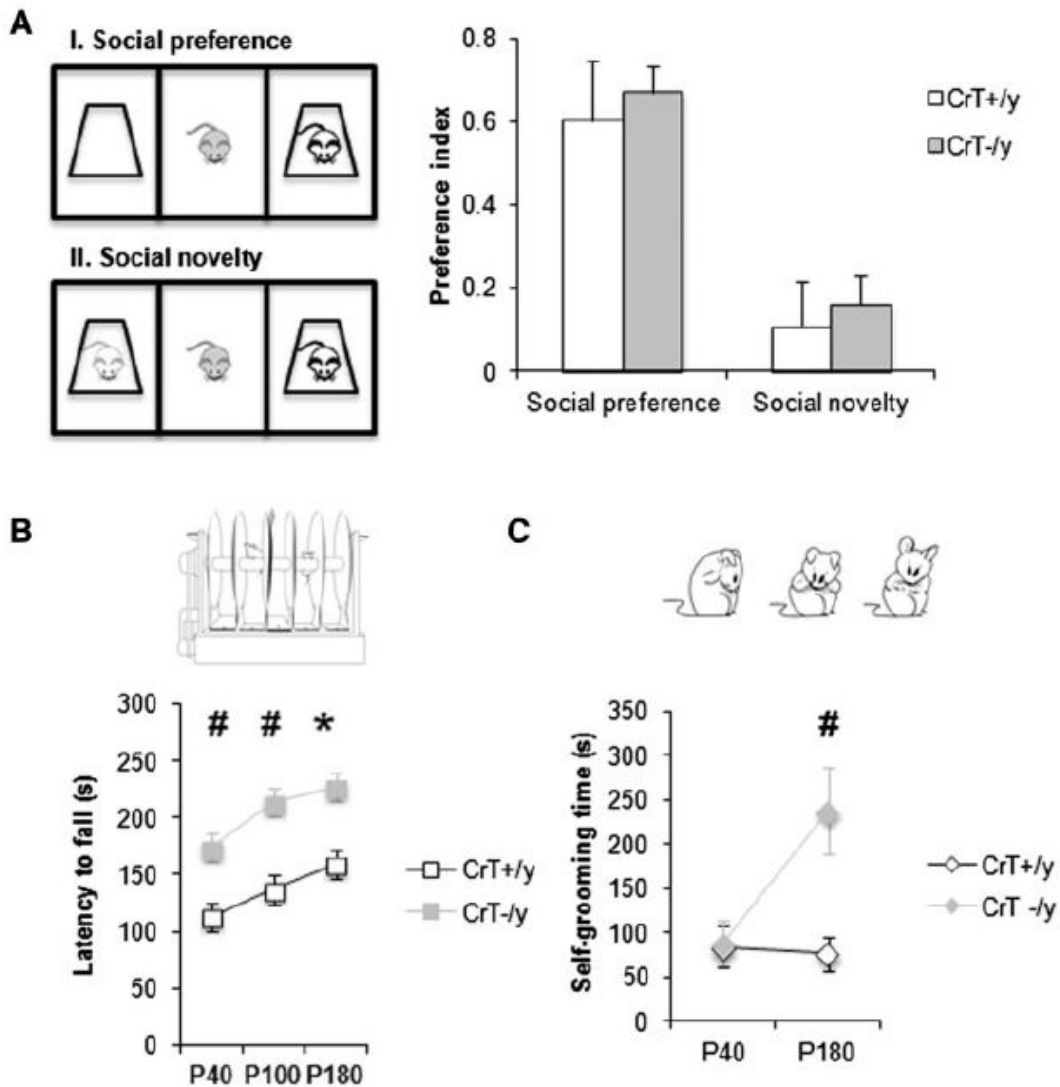 A
I. Social preference
II. Social novelty
Preference index
0.8
0.6
0.4
0.2
0
Social preference
Social novelty
CrT+/y
CrT-/y
B
Latency to fall (s)
300
250
200
150
100
50
0
# # *
P40 P100 P180
CrT+/y
CrT-/y
C
Self-grooming time (s)
350
300
250
200
150
100
50
0
#
P40 P180
CrT+/y
CrT -/y